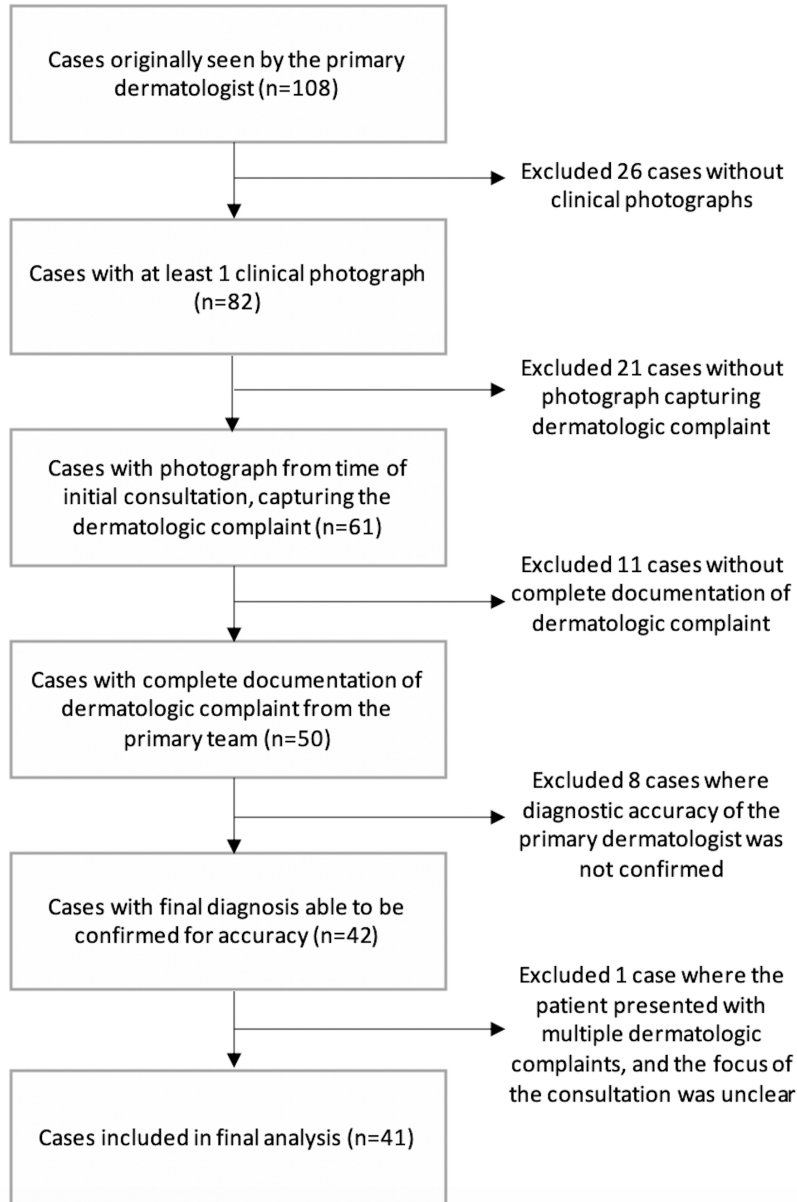 Cases originally seen by the primary
dermatologist (n=108)
Excluded 26 cases without
clinical photographs
Cases with at least 1 clinical photograph
(n=82)
Excluded 21 cases without
photograph capturing
dermatologic complaint
Cases with photograph from time of
initial consultation, capturing the
dermatologic complaint (n=61)
Excluded 11 cases without
complete documentation of
dermatologic complaint
Cases with complete documentation of
dermatologic complaint from the
primary team (n=50)
Excluded 8 cases where
diagnostic accuracy of the
primary dermatologist was
not confirmed
Cases with final diagnosis able to be
confirmed for accuracy (n=42)
Excluded 1 case where the
patient presented with
multiple dermatologic
complaints, and the focus of
the consultation was unclear
Cases included in final analysis (n=41)